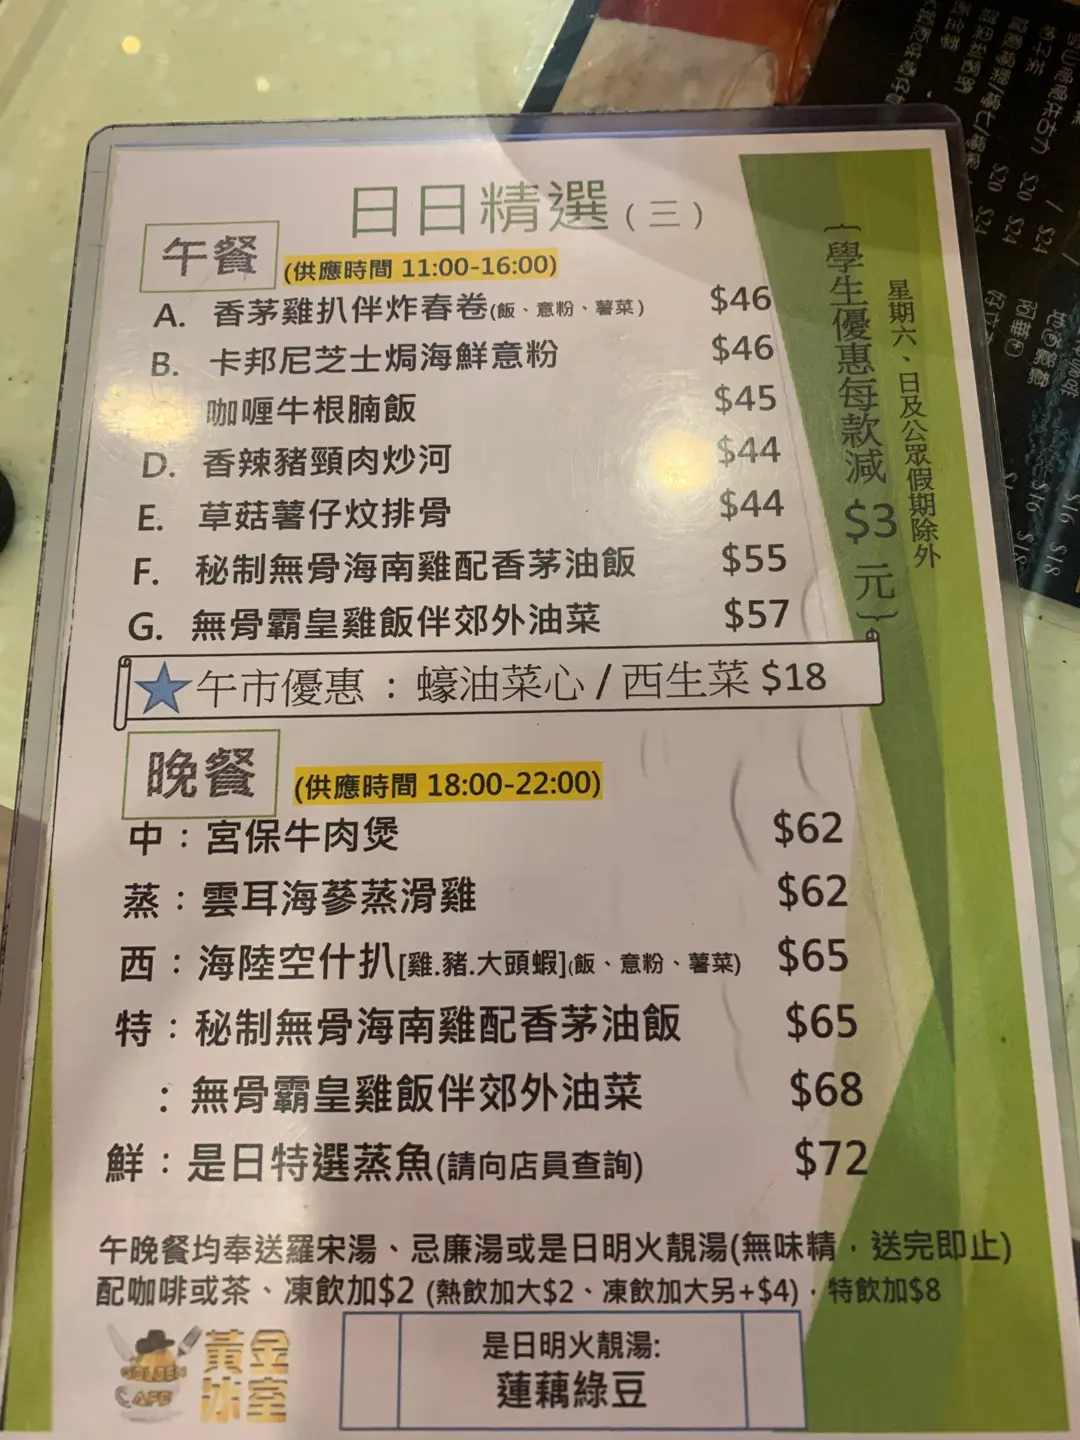 日日精選(三)
午餐 (供應時間 11:00-16:00)
A. 香茅雞扒伴炸春卷(飯、意粉、薯菜) $46
B. 卡邦尼芝士焗海鮮意粉 $46
咖喱牛根腩飯 $45
D. 香辣豬頸肉炒河 $44
E. 草菇薯仔炆排骨 $44
F. 秘制無骨海南雞配香茅油飯 $55
G. 無骨霸皇雞飯伴郊外油菜 $57
{學生優惠每款減 $3 元}
星期六、日及公眾假期除外
午市優惠 : 蠔油菜心 / 西生菜 $18
晚餐 (供應時間 18:00-22:00)
中：宮保牛肉煲 $62
蒸：雲耳海蔘蒸滑雞 $62
西：海陸空什扒[雞.豬.大頭蝦](飯、意粉、薯菜) $65
特：秘制無骨海南雞配香茅油飯 $65
：無骨霸皇雞飯伴郊外油菜 $68
鮮：是日特選蒸魚(請向店員查詢) $72
午晚餐均奉送羅宋湯、忌廉湯或是日明火靚湯(無味精，送完即止)
配咖啡或茶、凍飲加$2 (熱飲加大$2、凍飲加大另+$4)，特飲加$8
GOLDEN CAFE
黃金冰室
是日明火靚湯:
蓮藕綠豆